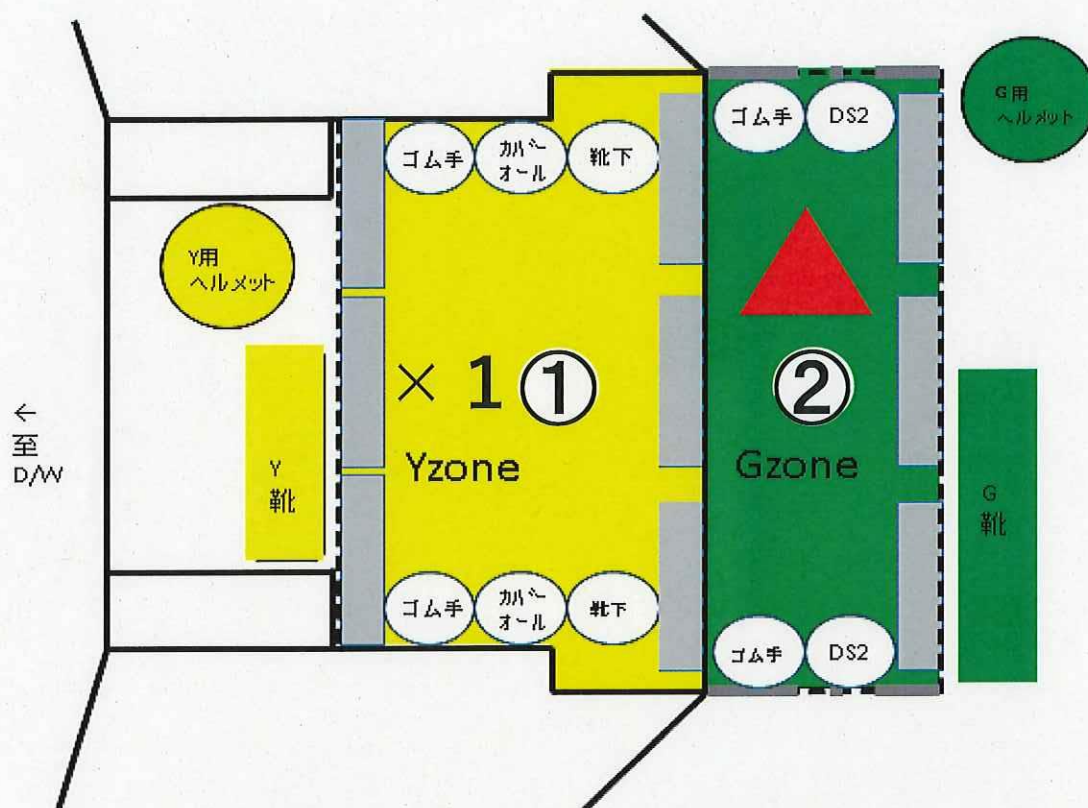 ゴム手
カバーオール
靴下
ゴム手
DS2
G用
ヘルメット
Y用
ヘルメット
×1①
②
Yzone
Gzone
←
至
D/W
Y
靴
G
靴
ゴム手
カバーオール
靴下
ゴム手
DS2